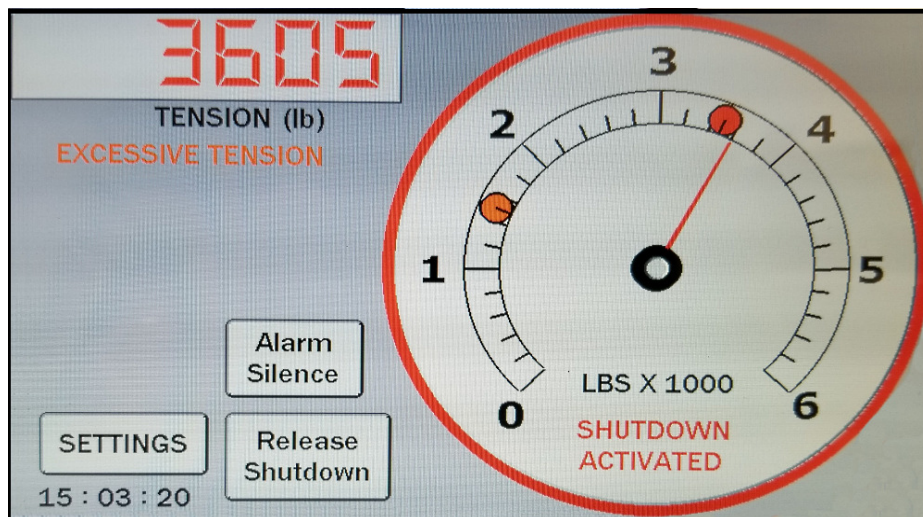 3605
TENSION (lb)
EXCESSIVE TENSION
0
1
2
3
4
5
6
LBS X 1000
SHUTDOWN
ACTIVATED
Alarm
Silence
SETTINGS
Release
Shutdown
15 : 03 : 20